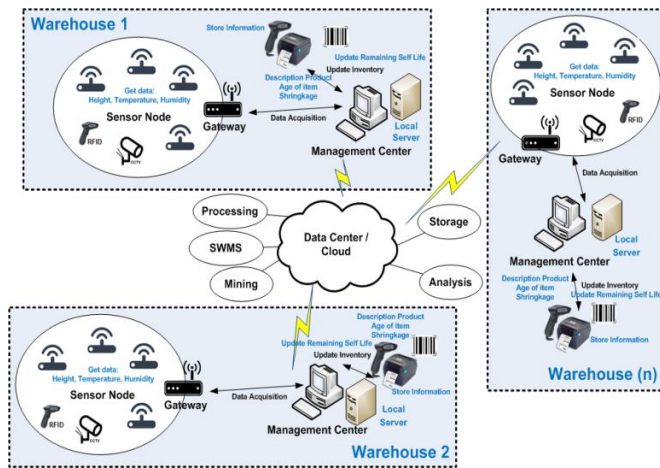 Warehouse 1
Store Information
Get data:
Height, Temperature, Humidity
Sensor Node
RFID
CCTV
Gateway
Data Acquisition
Update Remaining Self Life
Update Inventory
Description Product
Age of item
Shringkage
Local
Server
Management Center
Get data:
Height, Temperature, Humidity
Sensor Node
RFID
CCTV
Gateway
Data Acquisition
Local
Server
Management Center
Description Product
Age of item
Shringkage
Update Inventory
Update Remaining Self Life
Store Information
Warehouse (n)
Processing
SWMS
Mining
Data Center /
Cloud
Storage
Analysis
Get data:
Height, Temperature, Humidity
Sensor Node
RFID
CCTV
Gateway
Data Acquisition
Description Product
Age of item
Shringkage
Update Remaining Self Life
Update Inventory
Store Information
Local
Server
Management Center
Warehouse 2